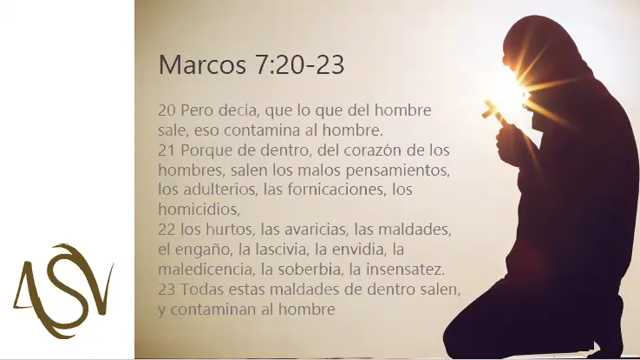 Marcos 7:20-23
20 Pero decía, que lo que del hombre
sale, eso contamina al hombre.
21 Porque de dentro, del corazón de los
hombres, salen los malos pensamientos,
los adulterios, las fornicaciones, los
homicidios,
22 los hurtos, las avaricias, las maldades,
el engaño, la lascivia, la envidia, la
maledicencia, la soberbia, la insensatez.
23 Todas estas maldades de dentro salen,
y contaminan al hombre
ASV